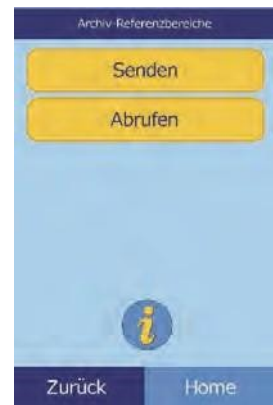 Archiv-Referenzbereiche
Senden
Abrufen
i
Zurück
Home